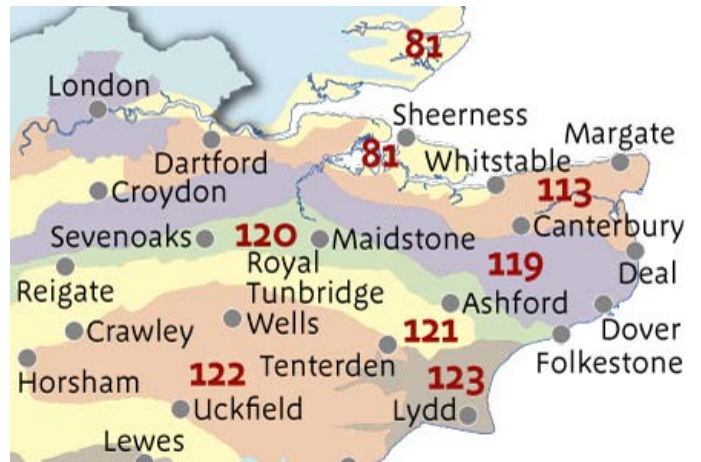 81
London
Sheerness
Margate
81
Whitstable
Dartford
Croydon
113
Canterbury
Sevenoaks
120
Maidstone
119
Royal
Tunbridge
Wells
Deal
Reigate
Ashford
Crawley
121
Dover
Folkestone
Tenterden
Horsham
122
123
Uckfield
Lydd
Lewes